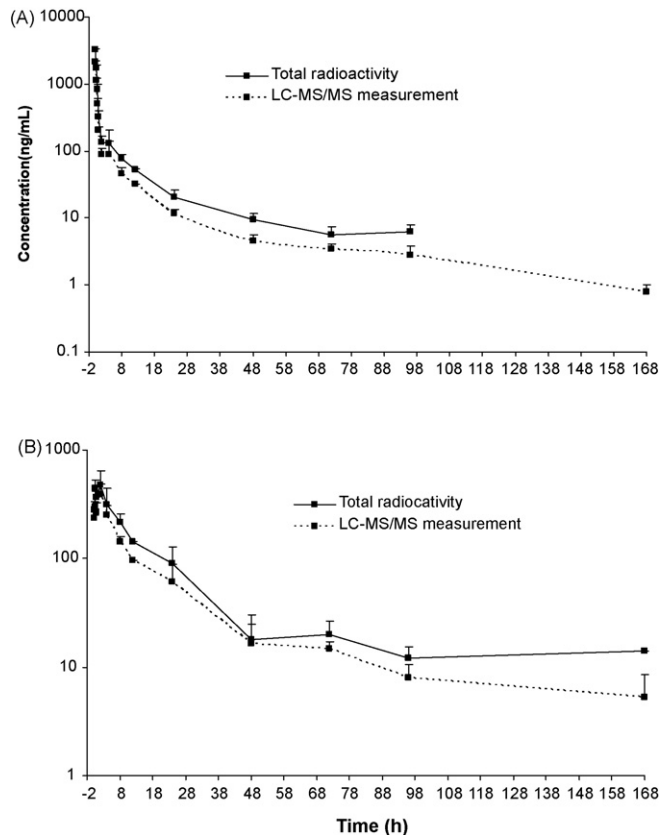 (A)
10000
1000
100
10
1
0.1
Concentration(ng/mL)
Total radioactivity
LC-MS/MS measurement
-2 8 18 28 38 48 58 68 78 88 98 108 118 128 138 148 158 168
(B)
1000
100
10
1
Total radiocativity
LC-MS/MS measurement
-2 8 18 28 38 48 58 68 78 88 98 108 118 128 138 148 158 168
Time (h)